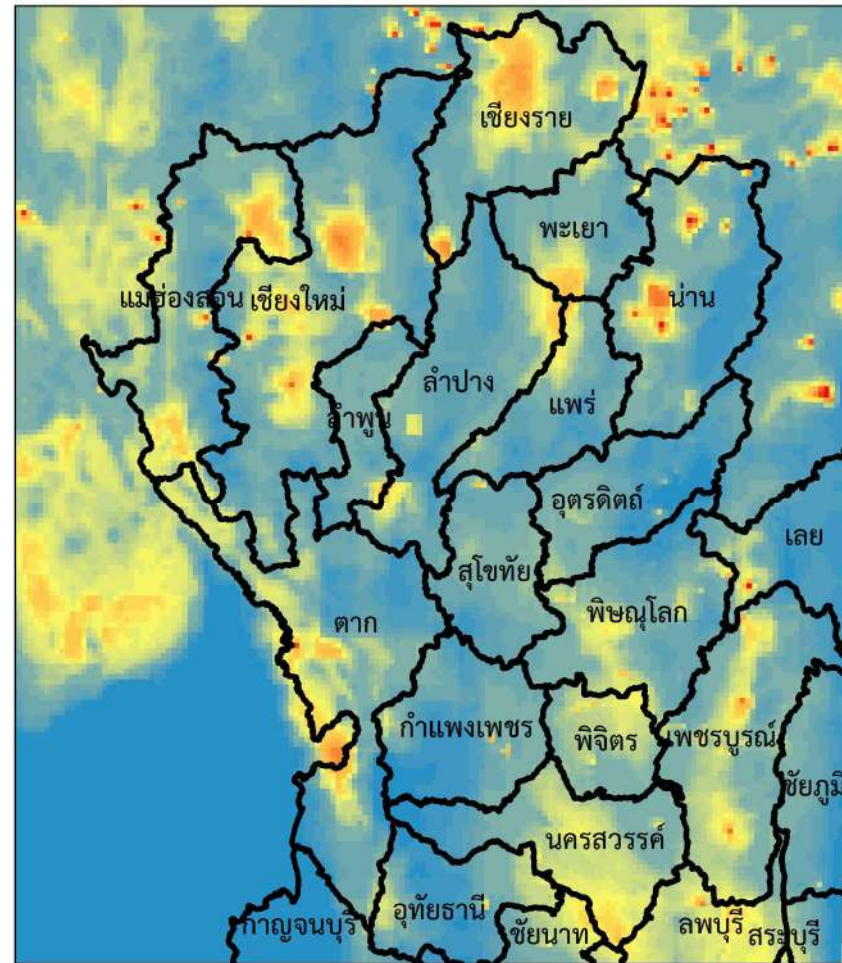 เชียงราย
พะเยา
แม่ฮ่องสอน
เชียงใหม่
น่าน
ลำปาง
ลำพูน
แพร่
อุตรดิตถ์
เลย
สุโขทัย
ตาก
พิษณุโลก
กำแพงเพชร
พิจิตร
เพชรบูรณ์
ชัยภูมิ
นครสวรรค์
กาญจนบุรี
อุทัยธานี
ชัยนาท
ลพบุรี
สระบุรี